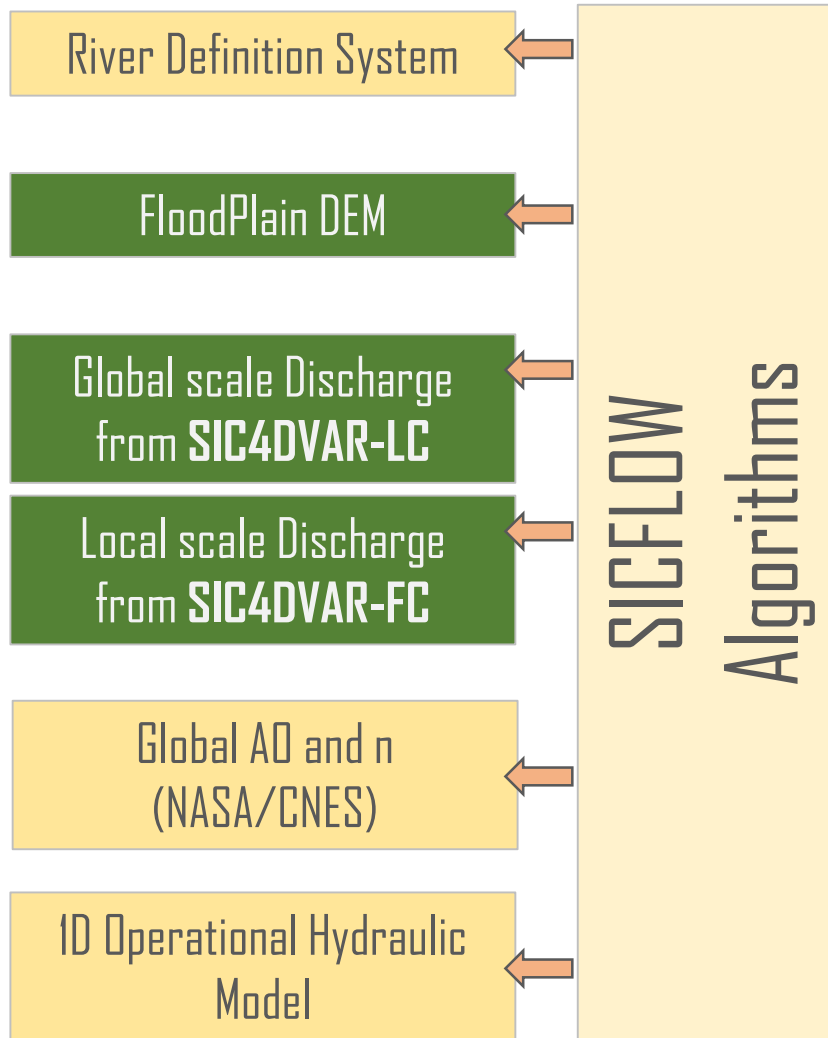 River Definition System
FloodPlain DEM
Global scale Discharge
from SIC4DVAR-LC
Local scale Discharge
from SIC4DVAR-FC
Global A0 and n
(NASA/CNES)
1D Operational Hydraulic
Model
SICFLOW
Algorithms